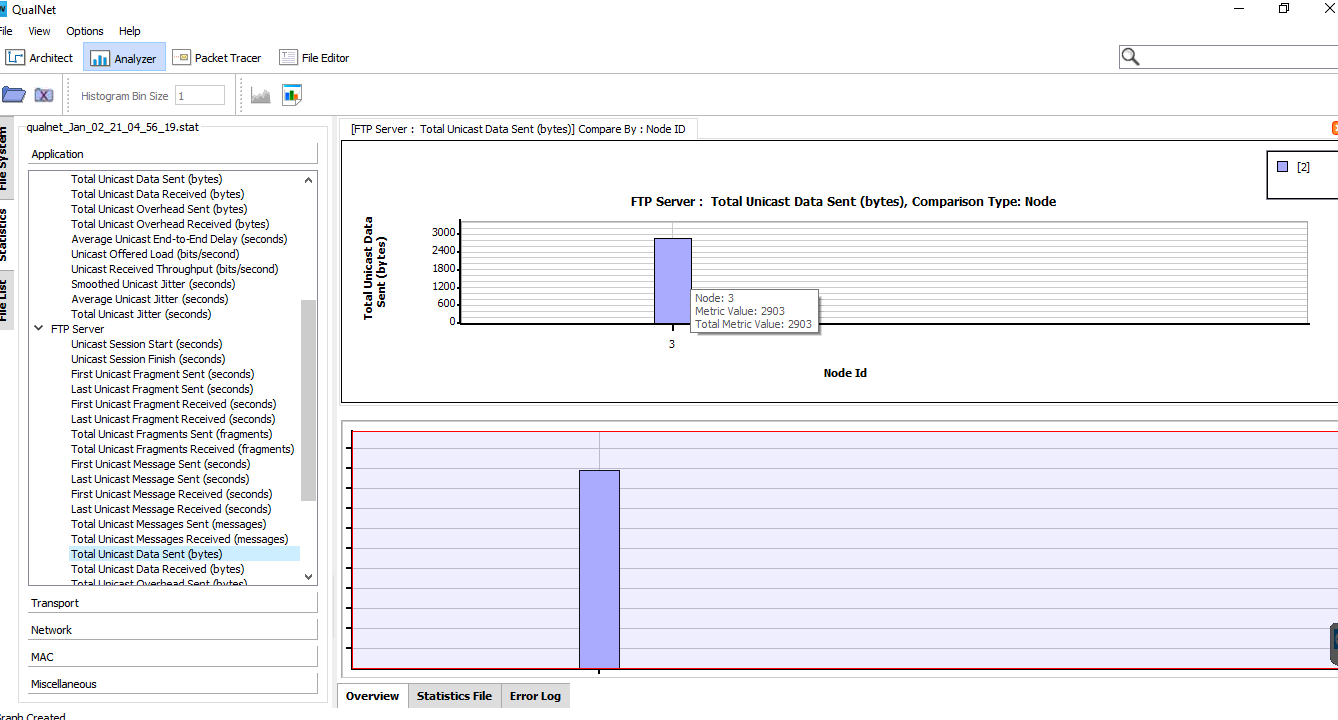 QualNet
File View Options Help
Architect Analyzer Packet Tracer File Editor
Histogram Bin Size 1
File System
Statistics
File List
qualnet_Jan_02_21_04_56_19.stat
Application
Total Unicast Data Sent (bytes)
Total Unicast Data Received (bytes)
Total Unicast Overhead Sent (bytes)
Total Unicast Overhead Received (bytes)
Average Unicast End-to-End Delay (seconds)
Unicast Offered Load (bits/second)
Unicast Received Throughput (bits/second)
Smoothed Unicast Jitter (seconds)
Average Unicast Jitter (seconds)
Total Unicast Jitter (seconds)
FTP Server
Unicast Session Start (seconds)
Unicast Session Finish (seconds)
First Unicast Fragment Sent (seconds)
Last Unicast Fragment Sent (seconds)
First Unicast Fragment Received (seconds)
Last Unicast Fragment Received (seconds)
Total Unicast Fragments Sent (fragments)
Total Unicast Fragments Received (fragments)
First Unicast Message Sent (seconds)
Last Unicast Message Sent (seconds)
First Unicast Message Received (seconds)
Last Unicast Message Received (seconds)
Total Unicast Messages Sent (messages)
Total Unicast Messages Received (messages)
Total Unicast Data Sent (bytes)
Total Unicast Data Received (bytes)
Total Unicast Overhead Sent (bytes)
Transport
Network
MAC
Miscellaneous
[FTP Server : Total Unicast Data Sent (bytes)] Compare By : Node ID
[2]
FTP Server : Total Unicast Data Sent (bytes), Comparison Type: Node
Total Unicast Data
Sent (bytes)
3000
2400
1800
1200
600
0
Node: 3
Metric Value: 2903
Total Metric Value: 2903
3
Node Id
Overview Statistics File Error Log
Graph Created